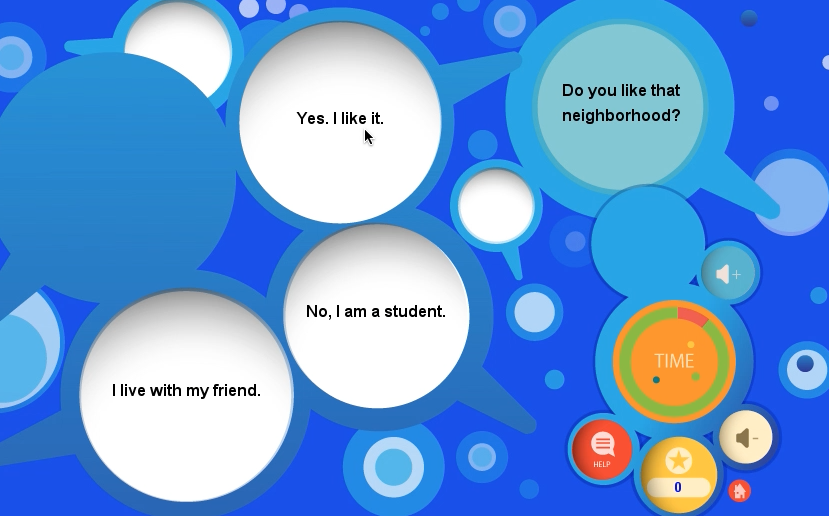 Yes. I like it.
Do you like that
neighborhood?
No, I am a student.
I live with my friend.
TIME
HELP
0